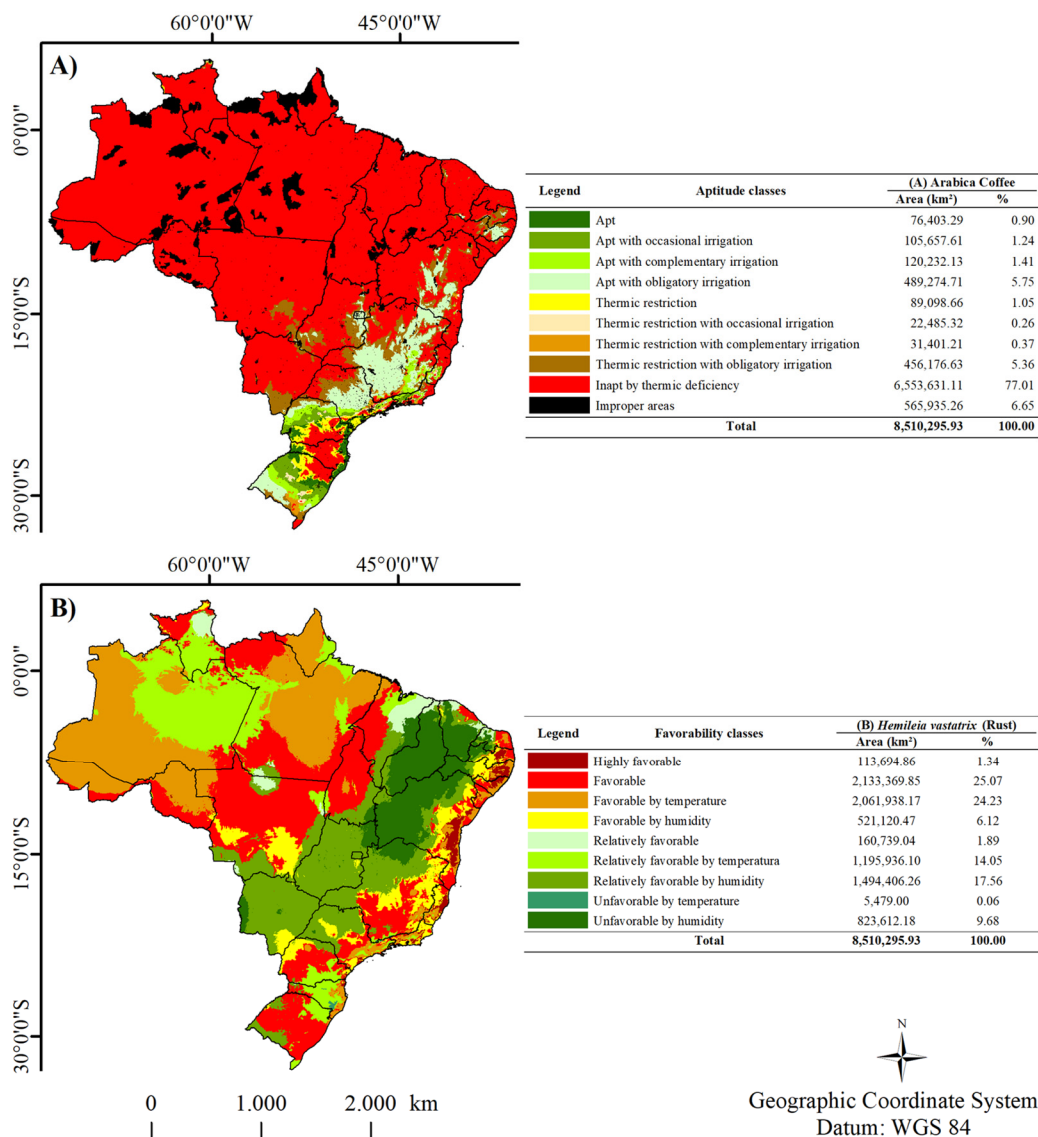 60°0'0"W 45°0'0"W
A)
0°0'0"
15°0'0"S
30°0'0"S
Legend Aptitude classes (A) Arabica Coffee
Area (km²) %
Apt 76,403.29 0.90
Apt with occasional irrigation 105,657.61 1.24
Apt with complementary irrigation 120,232.13 1.41
Apt with obligatory irrigation 489,274.71 5.75
Thermic restriction 89,098.66 1.05
Thermic restriction with occasional irrigation 22,485.32 0.26
Thermic restriction with complementary irrigation 31,401.21 0.37
Thermic restriction with obligatory irrigation 456,176.63 5.36
Inapt by thermic deficiency 6,553,631.11 77.01
Improper areas 565,935.26 6.65
Total 8,510,295.93 100.00
60°0'0"W 45°0'0"W
B)
0°0'0"
15°0'0"S
30°0'0"S
Legend Favorability classes (B) Hemileia vastatrix (Rust)
Area (km²) %
Highly favorable 113,694.86 1.34
Favorable 2,133,369.85 25.07
Favorable by temperature 2,061,938.17 24.23
Favorable by humidity 521,120.47 6.12
Relatively favorable 160,739.04 1.89
Relatively favorable by temperatura 1,195,936.10 14.05
Relatively favorable by humidity 1,494,406.26 17.56
Unfavorable by temperature 5,479.00 0.06
Unfavorable by humidity 823,612.18 9.68
Total 8,510,295.93 100.00
N
0 1.000 2.000 km
Geographic Coordinate System
Datum: WGS 84